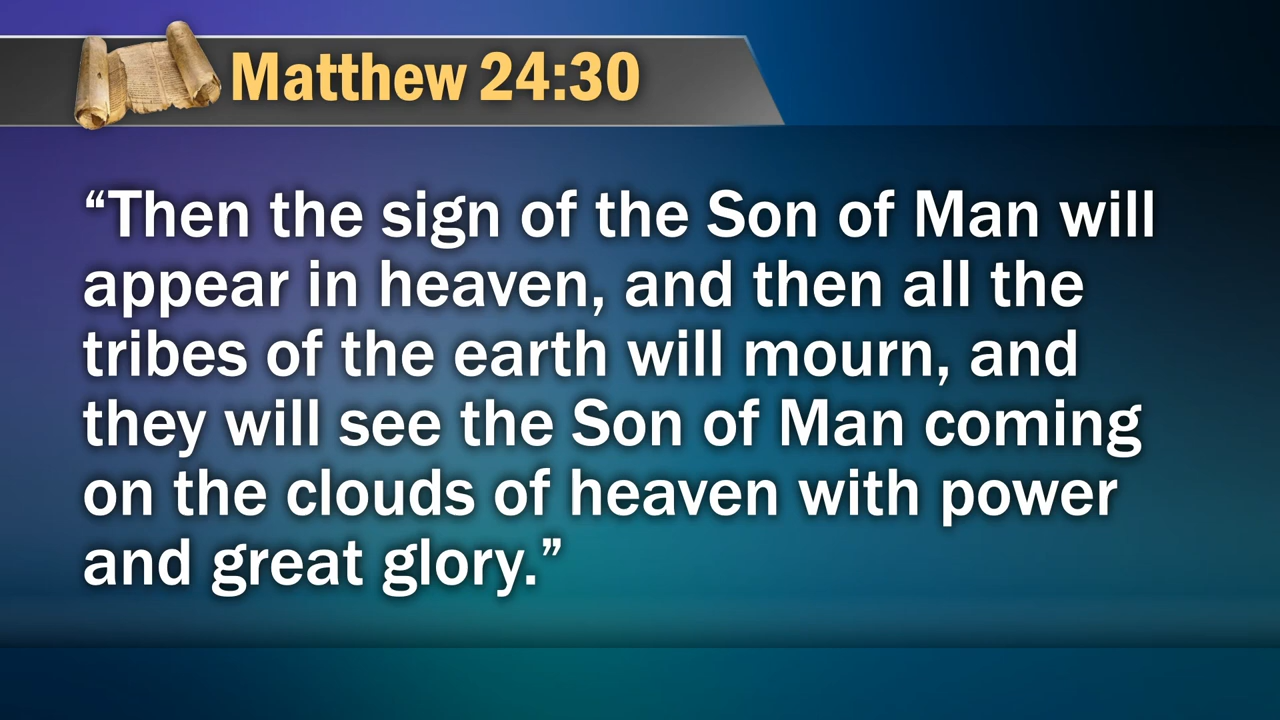 Matthew 24:30
“Then the sign of the Son of Man will
appear in heaven, and then all the
tribes of the earth will mourn, and
they will see the Son of Man coming
on the clouds of heaven with power
and great glory.”